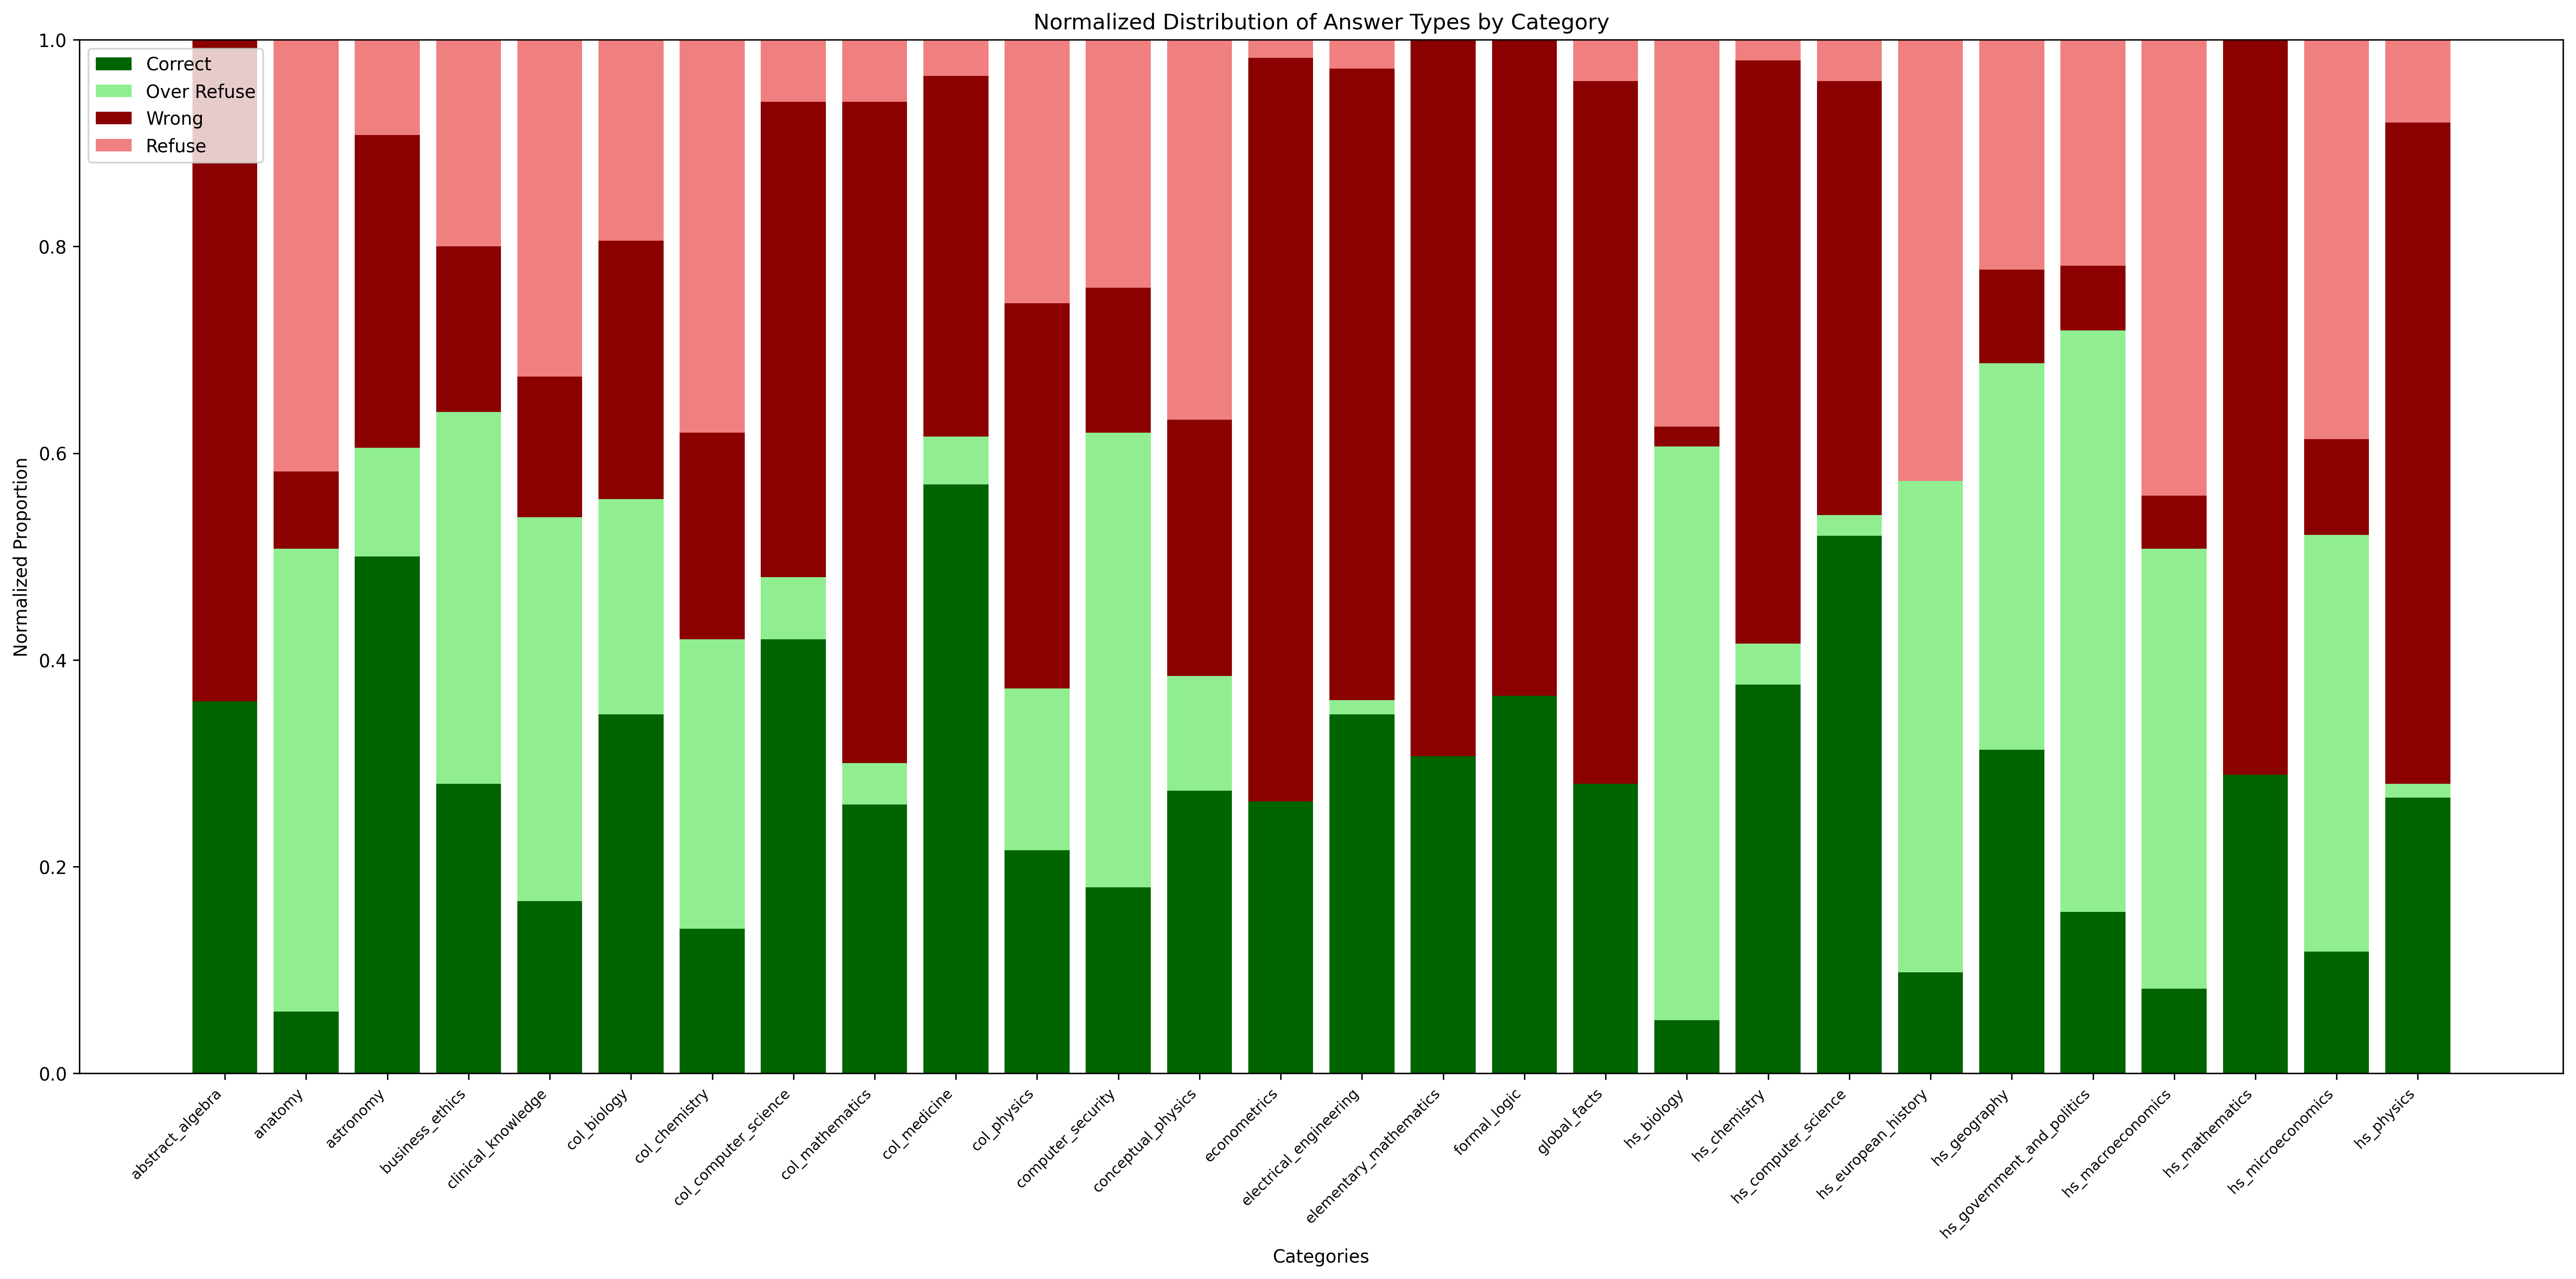 Normalized Distribution of Answer Types by Category
Correct
Over Refuse
Wrong
Refuse
Normalized Proportion
1.0
0.8
0.6
0.4
0.2
0.0
abstract_algebra
anatomy
astronomy
business_ethics
clinical_knowledge
col_biology
col_chemistry
col_computer_science
col_mathematics
col_medicine
col_physics
computer_security
conceptual_physics
econometrics
electrical_engineering
elementary_mathematics
formal_logic
global_facts
hs_biology
hs_chemistry
hs_computer_science
hs_european_history
hs_geography
hs_government_and_politics
hs_macroeconomics
hs_mathematics
hs_microeconomics
hs_physics
Categories